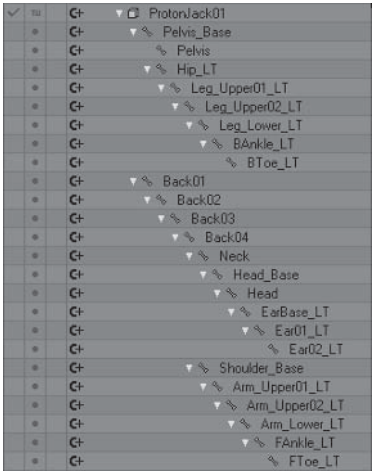 C+ ProtonJack01
C+ Pelvis_Base
C+ Pelvis
C+ Hip_LT
C+ Leg_Upper01_LT
C+ Leg_Upper02_LT
C+ Leg_Lower_LT
C+ BAnkle_LT
C+ BToe_LT
C+ Back01
C+ Back02
C+ Back03
C+ Back04
C+ Neck
C+ Head_Base
C+ Head
C+ EarBase_LT
C+ Ear01_LT
C+ Ear02_LT
C+ Shoulder_Base
C+ Arm_Upper01_LT
C+ Arm_Upper02_LT
C+ Arm_Lower_LT
C+ FAnkle_LT
C+ FToe_LT